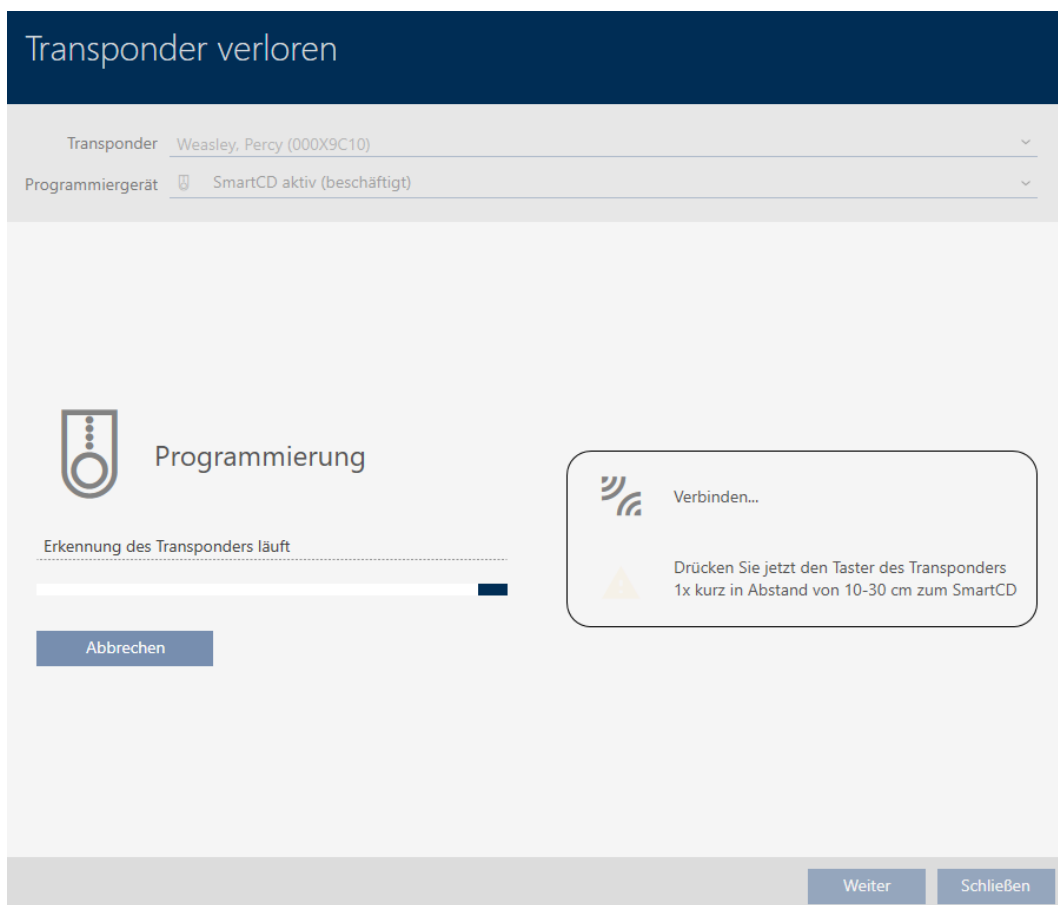 Transponder verloren
Transponder Weasley, Percy (000X9C10)
Programmiergerät SmartCD aktiv (beschäftigt)
Programmierung
Erkennung des Transponders läuft
Abbrechen
Verbinden...
Drücken Sie jetzt den Taster des Transponders
1x kurz in Abstand von 10-30 cm zum SmartCD
Weiter Schließen